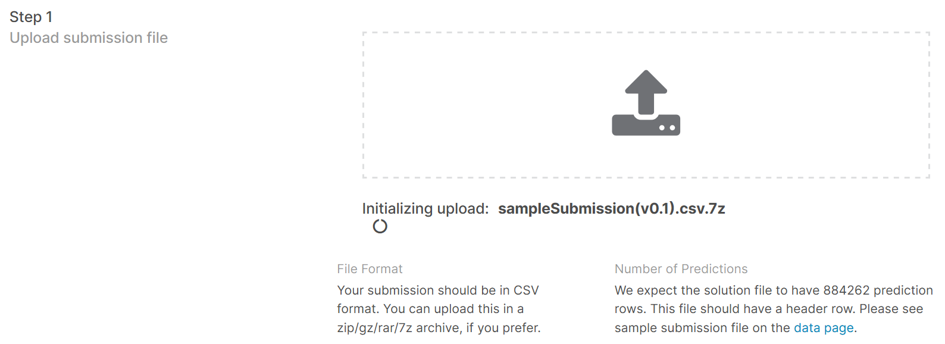 Step 1
Upload submission file
Initializing upload: sampleSubmission(v0.1).csv.7z
File Format
Your submission should be in CSV
format. You can upload this in a
zip/gz/rar/7z archive, if you prefer.
Number of Predictions
We expect the solution file to have 884262 prediction
rows. This file should have a header row. Please see
sample submission file on the data page.